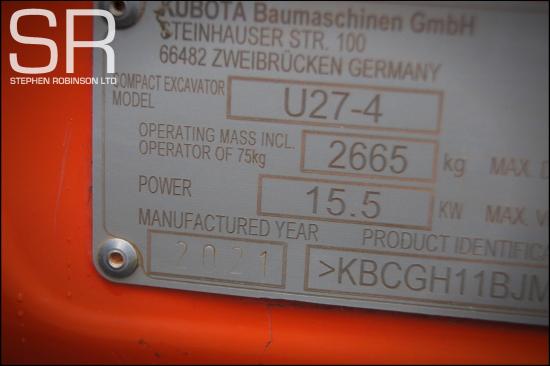 SR
STEPHEN ROBINSON LTD
KUBOTA Baumaschinen GmbH
STEINHAUSER STR. 100
66482 ZWEIBRÜCKEN GERMANY
COMPACT EXCAVATOR
MODEL U27-4
OPERATING MASS INCL.
OPERATOR OF 75kg 2665 kg MAX.
POWER 15.5 KW MAX.
MANUFACTURED YEAR PRODUCT
2021 >KBCGH11BJM